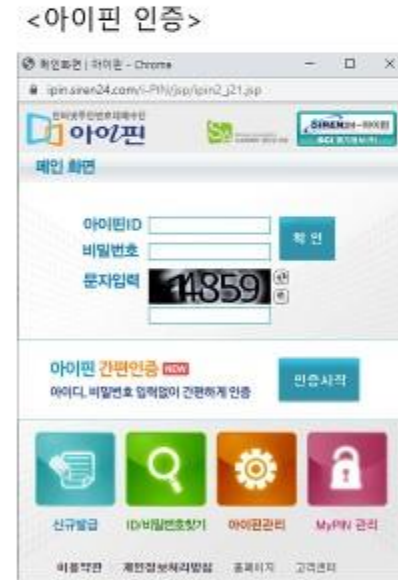 <아이핀 인증>
메인화면 | 아이핀 - Chrome
ipin.siren24.com/i-PIN/jsp/ipin2_j21.jsp
아이핀
SIREN24-아이핀
메인 화면
아이핀ID
확 인
비밀번호
문자입력
아이핀 간편인증 NEW
아이디, 비밀번호 입력없이 간편하게 인증
인증시작
신규발급 ID/비밀번호찾기 아이핀관리 MyPIN 관리
이용약관 개인정보처리방침 홈페이지 고객센터